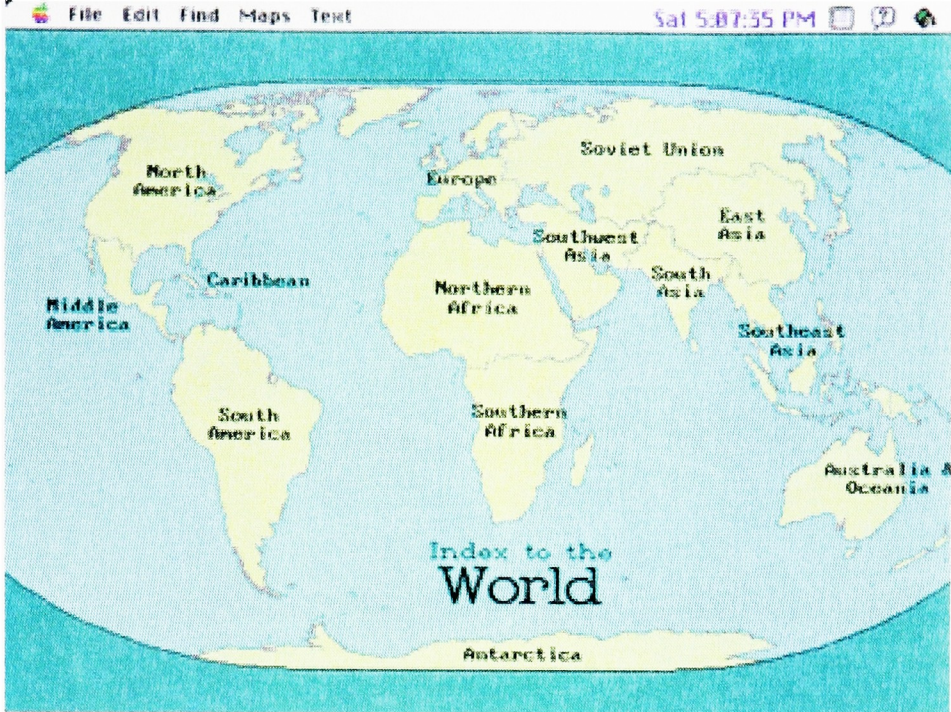 File Edit Find Maps Text
Sat 5:07:35 PM
Soviet Union
North
America
Europe
East
Asia
Southwest
Asia
South
Asia
Caribbean
Northern
Africa
Middle
America
Southeast
Asia
South
America
Southern
Africa
Australia &
Oceania
Index to the
World
Antarctica